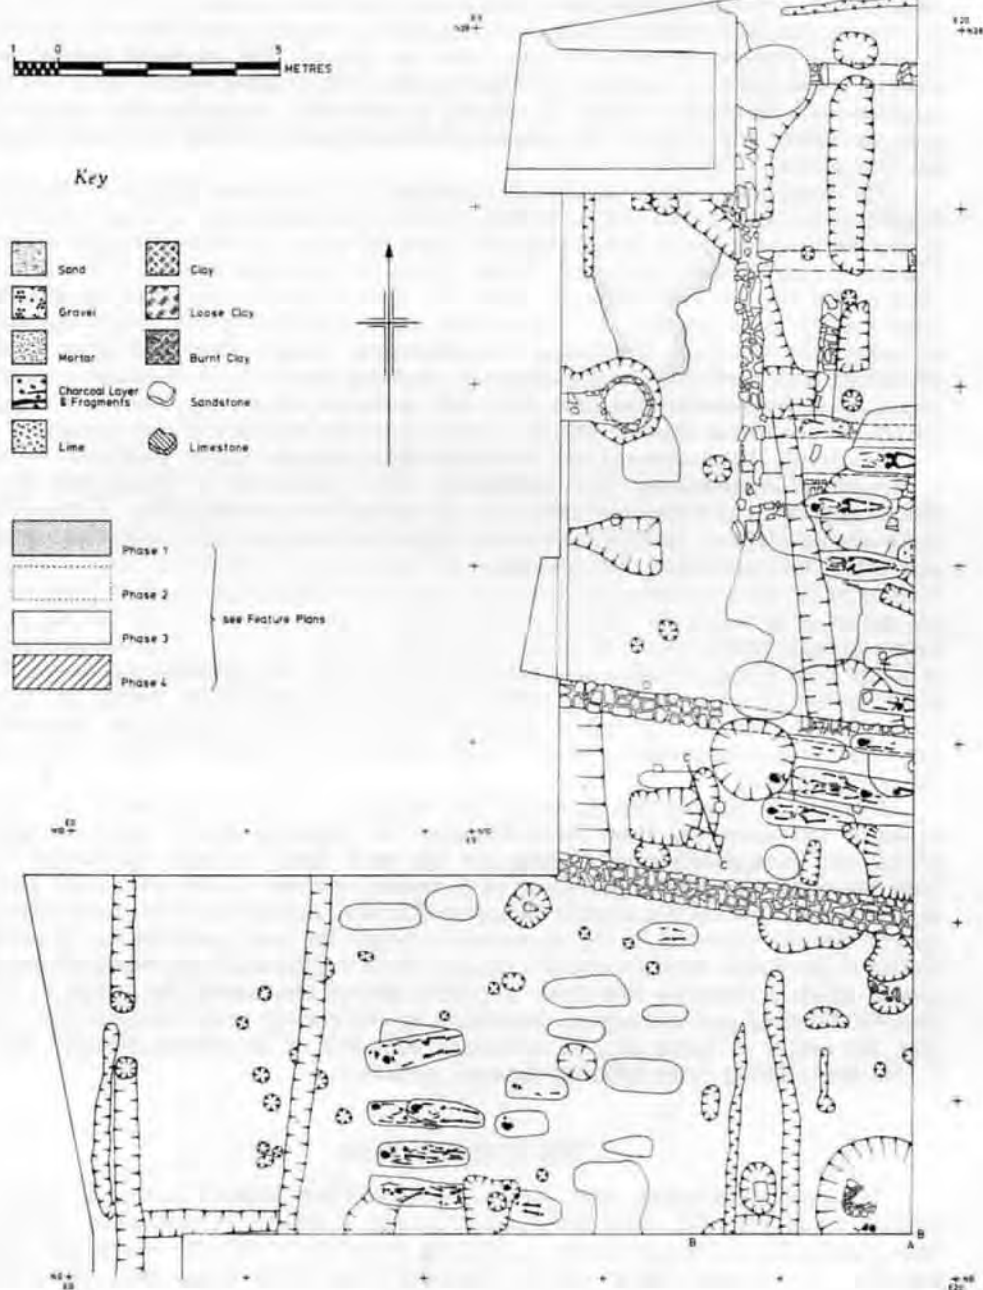 1 0 5
METRES
Key
Sand
Clay
Gravel
Loose Clay
Mortar
Burnt Clay
Charcoal Layer
& Fragments
Sandstone
Lime
Limestone
Phase 1
Phase 2
see Feature Plans
Phase 3
Phase 4
C
C
B
B
A